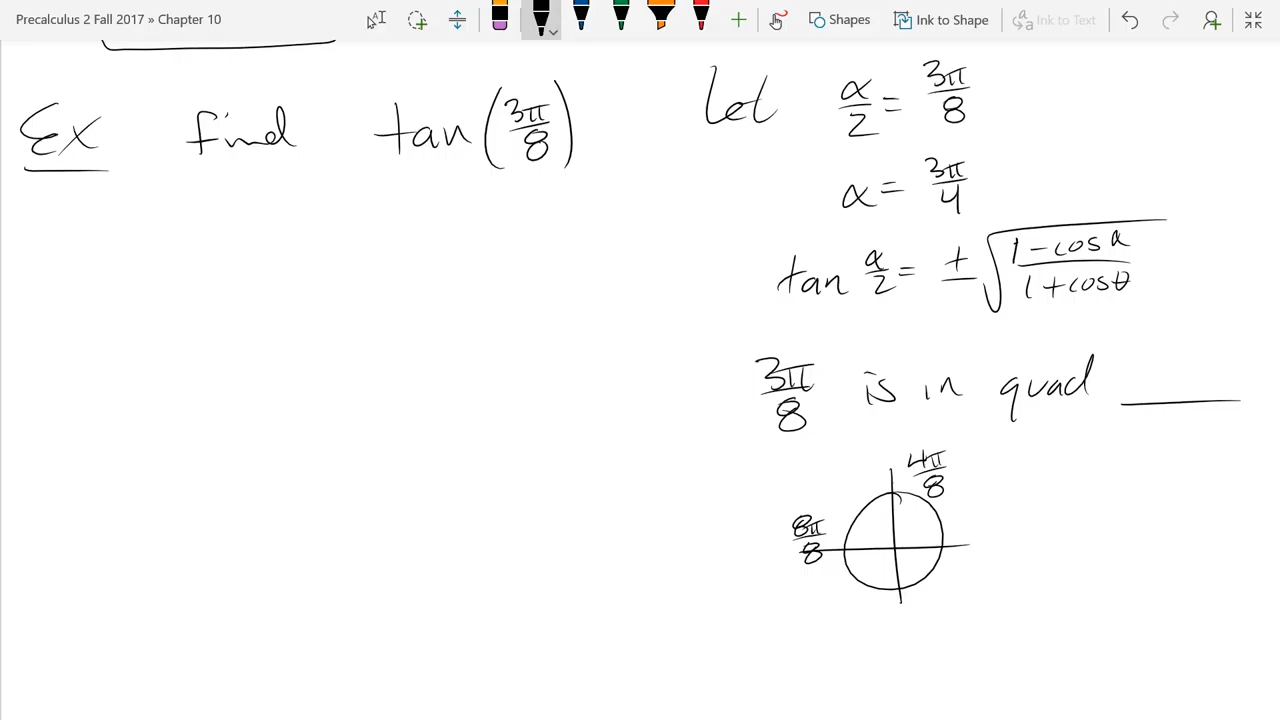 Precalculus 2 Fall 2017 » Chapter 10
Shapes
Ink to Shape
Ink to Text
Ex find tan(3π/8)
Let α/2 = 3π/8
α = 3π/4
tan α/2 = ± √((1 - cos α)/(1 + cos θ))
3π/8 is in quad ____
4π/8
8π/8